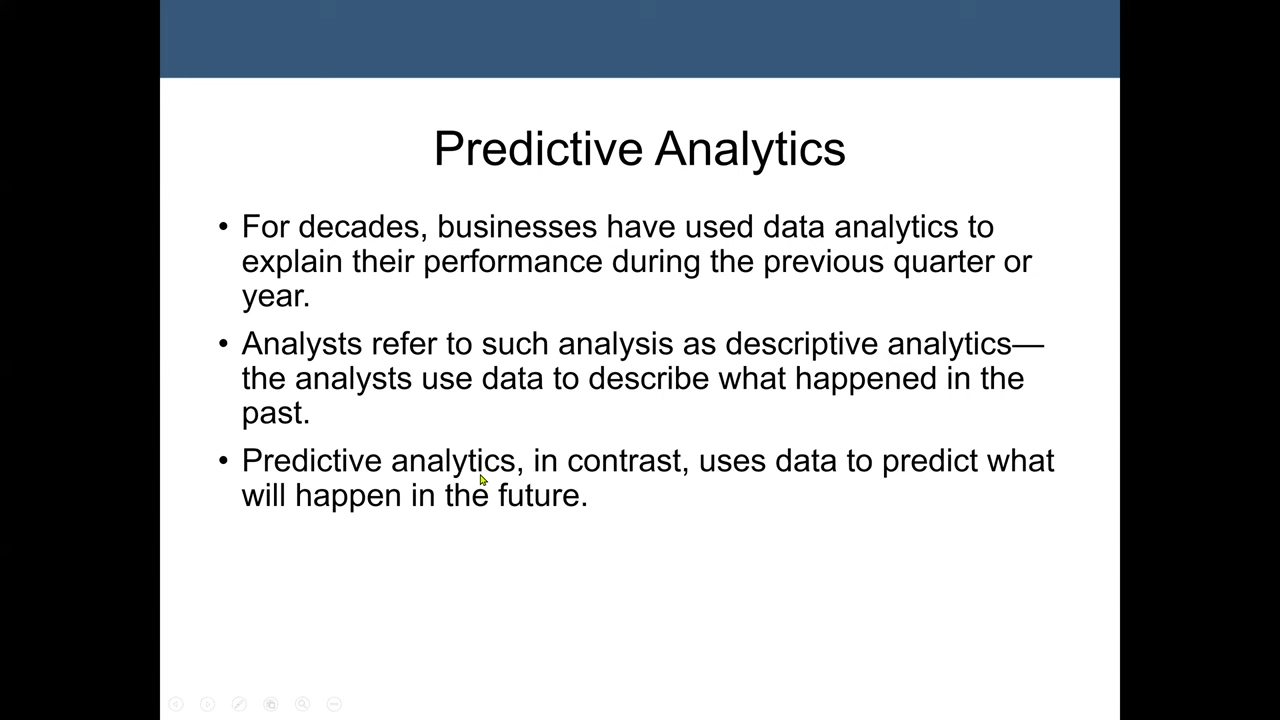 Predictive Analytics
• For decades, businesses have used data analytics to
explain their performance during the previous quarter or
year.
• Analysts refer to such analysis as descriptive analytics—
the analysts use data to describe what happened in the
past.
• Predictive analytics, in contrast, uses data to predict what
will happen in the future.